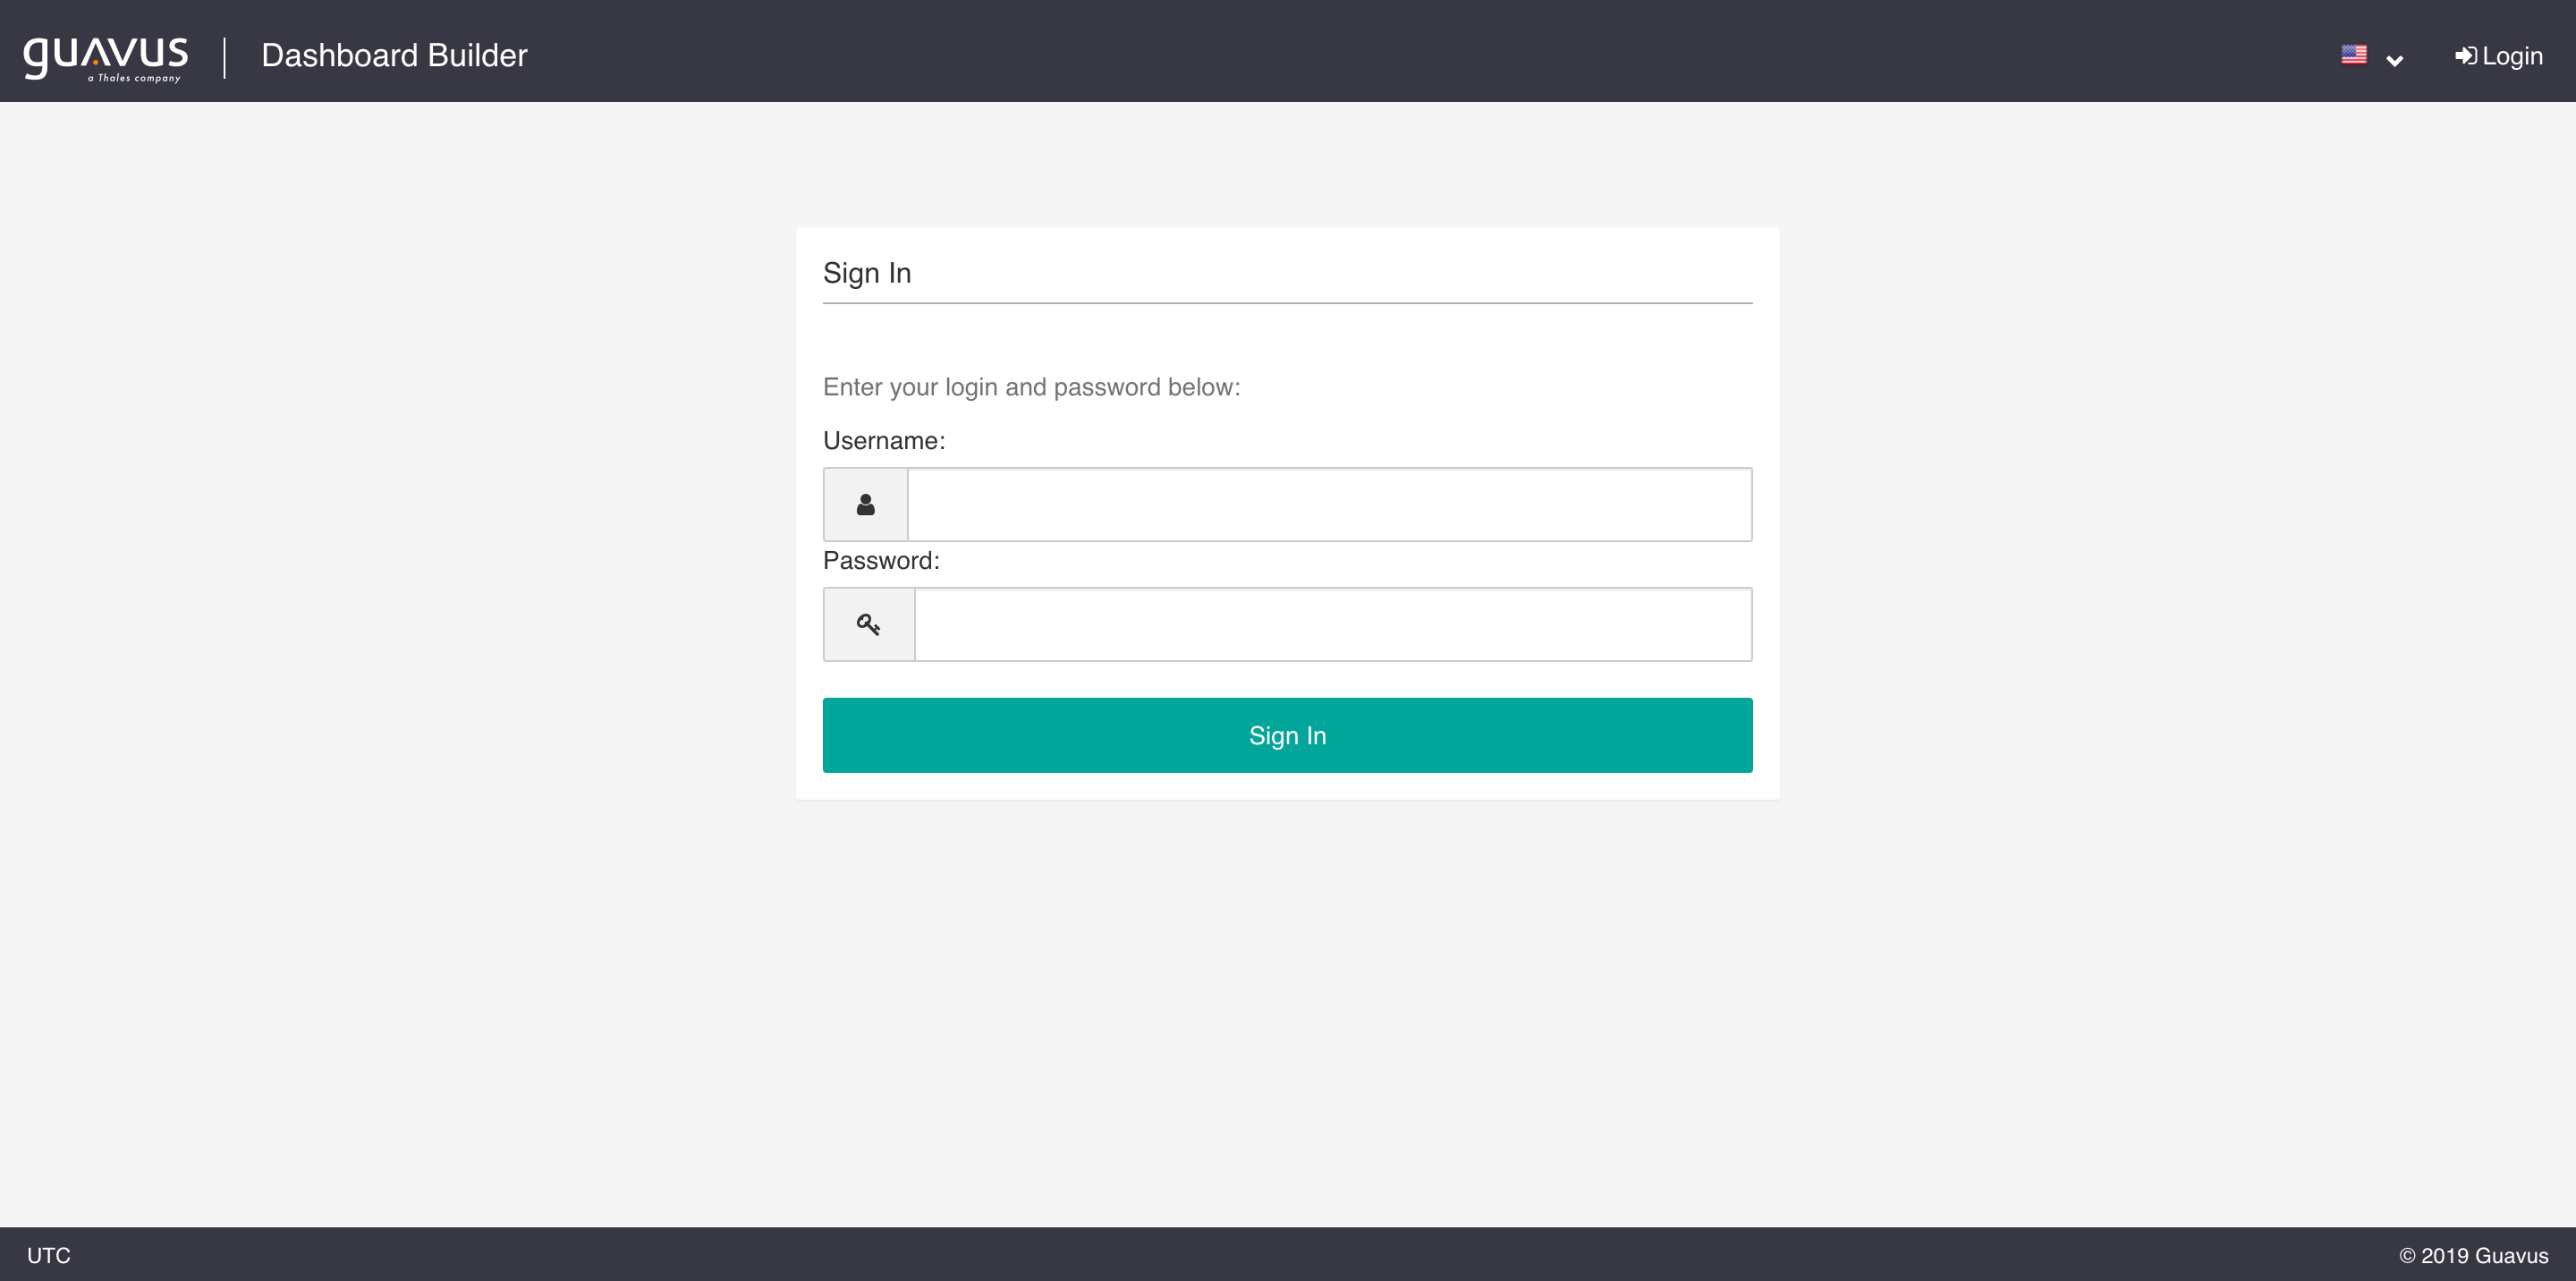 guavus
a Thales company
Dashboard Builder
Login
Sign In
Enter your login and password below:
Username:
Password:
Sign In
UTC
© 2019 Guavus